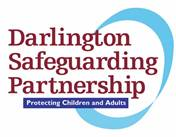 Darlington
Safeguarding
Partnership
Protecting Children and Adults